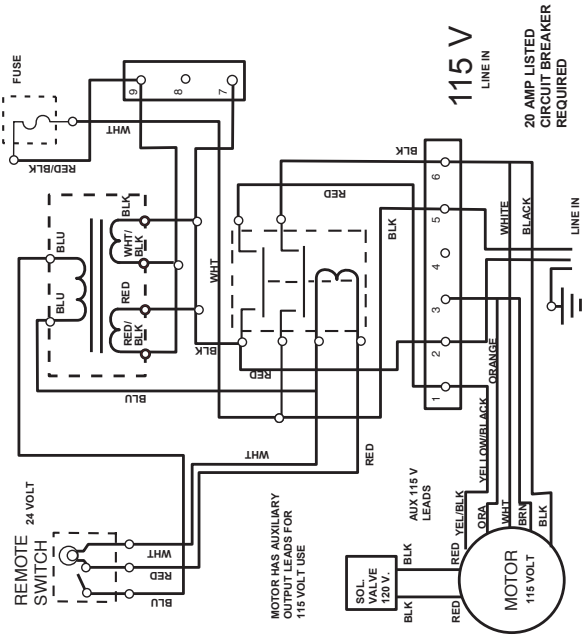 REMOTE
SWITCH
24 VOLT
BLU
RED
WHT
WHT
RED
BLU
BLU
BLU
RED/
BLK
RED
WHT/
BLK
BLK
FUSE
RED/BLK
WHT
9
8
7
BLK
WHT
RED
RED
BLK
BLK
MOTOR HAS AUXILIARY
OUTPUT LEADS FOR
115 VOLT USE
AUX 115 V
LEADS
SOL.
VALVE
120 V.
BLK
BLK
RED
RED
MOTOR
115 VOLT
YEL/BLK
ORA
WHT
BRN
BLK
YELLOW/BLACK
ORANGE
WHITE
BLACK
1
2
3
4
5
6
LINE IN
115 V
LINE IN
20 AMP LISTED
CIRCUIT BREAKER
REQUIRED